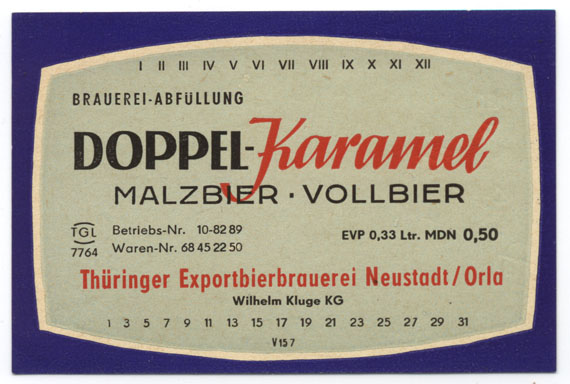 I II III IV V VI VII VIII IX X XI XII
BRAUEREI-ABFÜLLUNG
DOPPEL-Karamel
MALZBIER · VOLLBIER
TGL
7764
Betriebs-Nr. 10-82 89
Waren-Nr. 68 45 22 50
EVP 0,33 Ltr. MDN 0,50
Thüringer Exportbierbrauerei Neustadt/Orla
Wilhelm Kluge KG
1 3 5 7 9 11 13 15 17 19 21 23 25 27 29 31
V 15 7